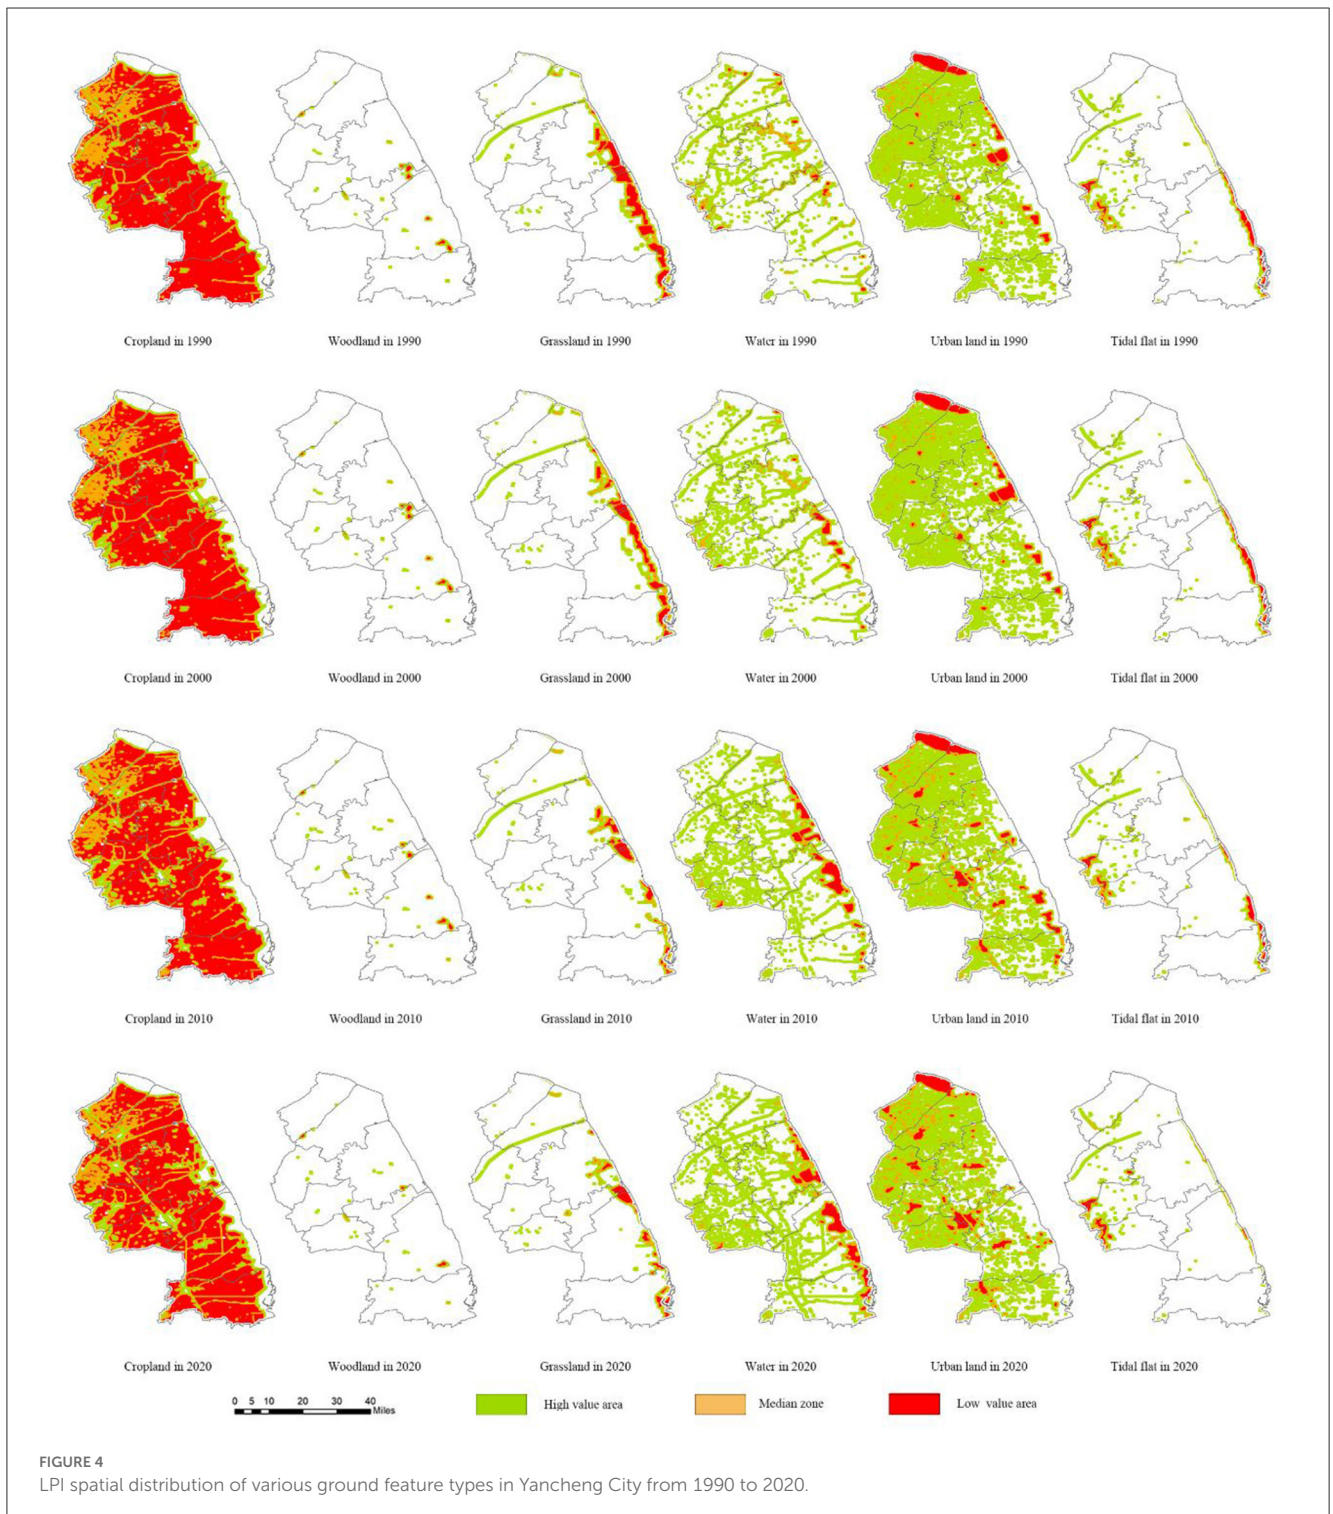 Cropland in 1990 Woodland in 1990 Grassland in 1990 Water in 1990 Urban land in 1990 Tidal flat in 1990
Cropland in 2000 Woodland in 2000 Grassland in 2000 Water in 2000 Urban land in 2000 Tidal flat in 2000
Cropland in 2010 Woodland in 2010 Grassland in 2010 Water in 2010 Urban land in 2010 Tidal flat in 2010
Cropland in 2020 Woodland in 2020 Grassland in 2020 Water in 2020 Urban land in 2020 Tidal flat in 2020
0 5 10 20 30 40
Miles
High value area Median zone Low value area
FIGURE 4
LPI spatial distribution of various ground feature types in Yancheng City from 1990 to 2020.